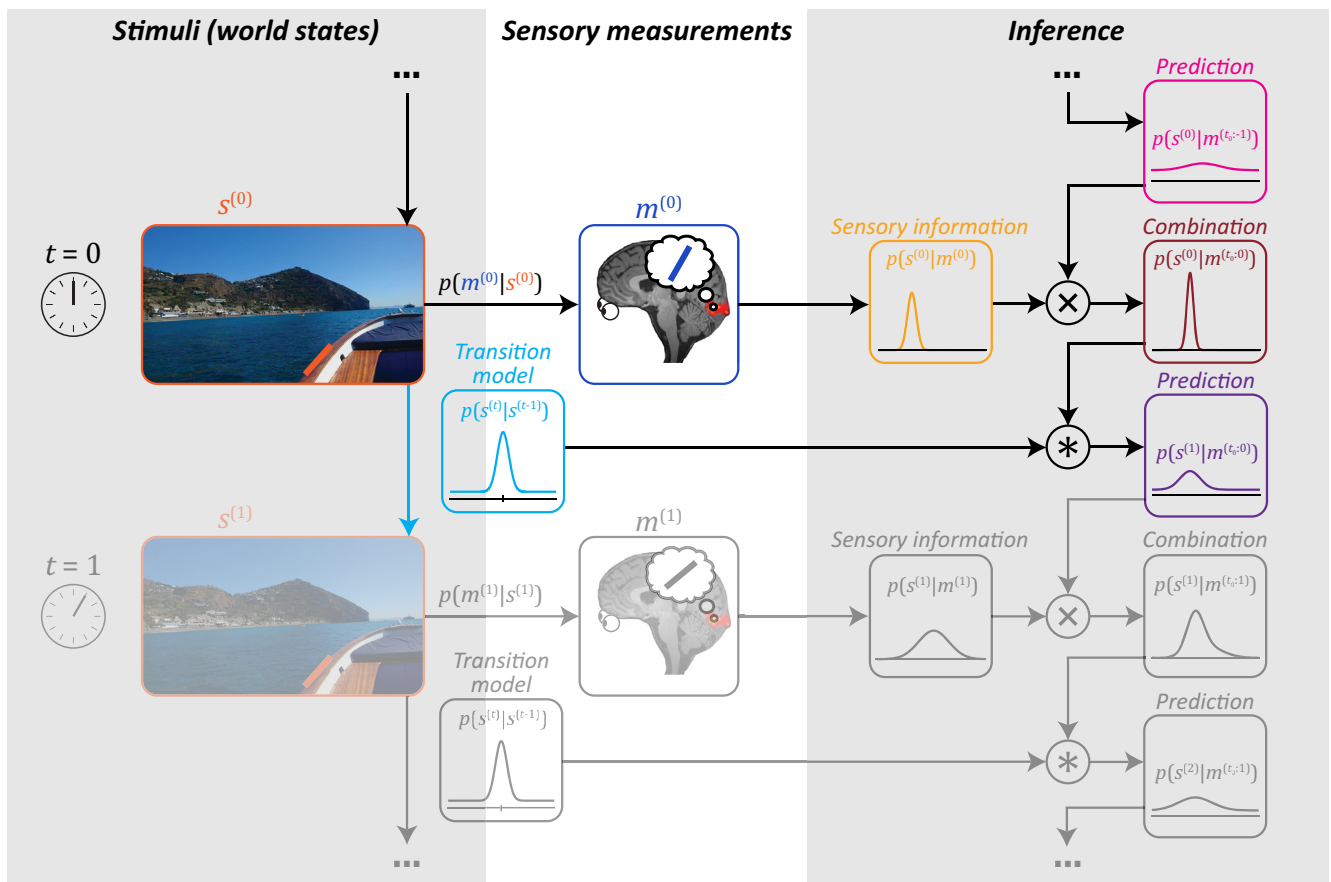 Stimuli (world states)
Sensory measurements
Inference
...
...
Prediction
p(s⁽⁰⁾|m⁽ᵗ₀:-1⁾)
s⁽⁰⁾
m⁽⁰⁾
Sensory information
Combination
t = 0
p(m⁽⁰⁾|s⁽⁰⁾)
p(s⁽⁰⁾|m⁽⁰⁾)
×
p(s⁽⁰⁾|m⁽ᵗ₀:0⁾)
Transition
model
p(s⁽ᵗ⁾|s⁽ᵗ⁻¹⁾)
*
Prediction
p(s⁽¹⁾|m⁽ᵗ₀:0⁾)
s⁽¹⁾
m⁽¹⁾
Sensory information
Combination
t = 1
p(m⁽¹⁾|s⁽¹⁾)
p(s⁽¹⁾|m⁽¹⁾)
×
p(s⁽¹⁾|m⁽ᵗ₀:1⁾)
Transition
model
p(s⁽ᵗ⁾|s⁽ᵗ⁻¹⁾)
*
Prediction
p(s⁽²⁾|m⁽ᵗ₀:1⁾)
...
...